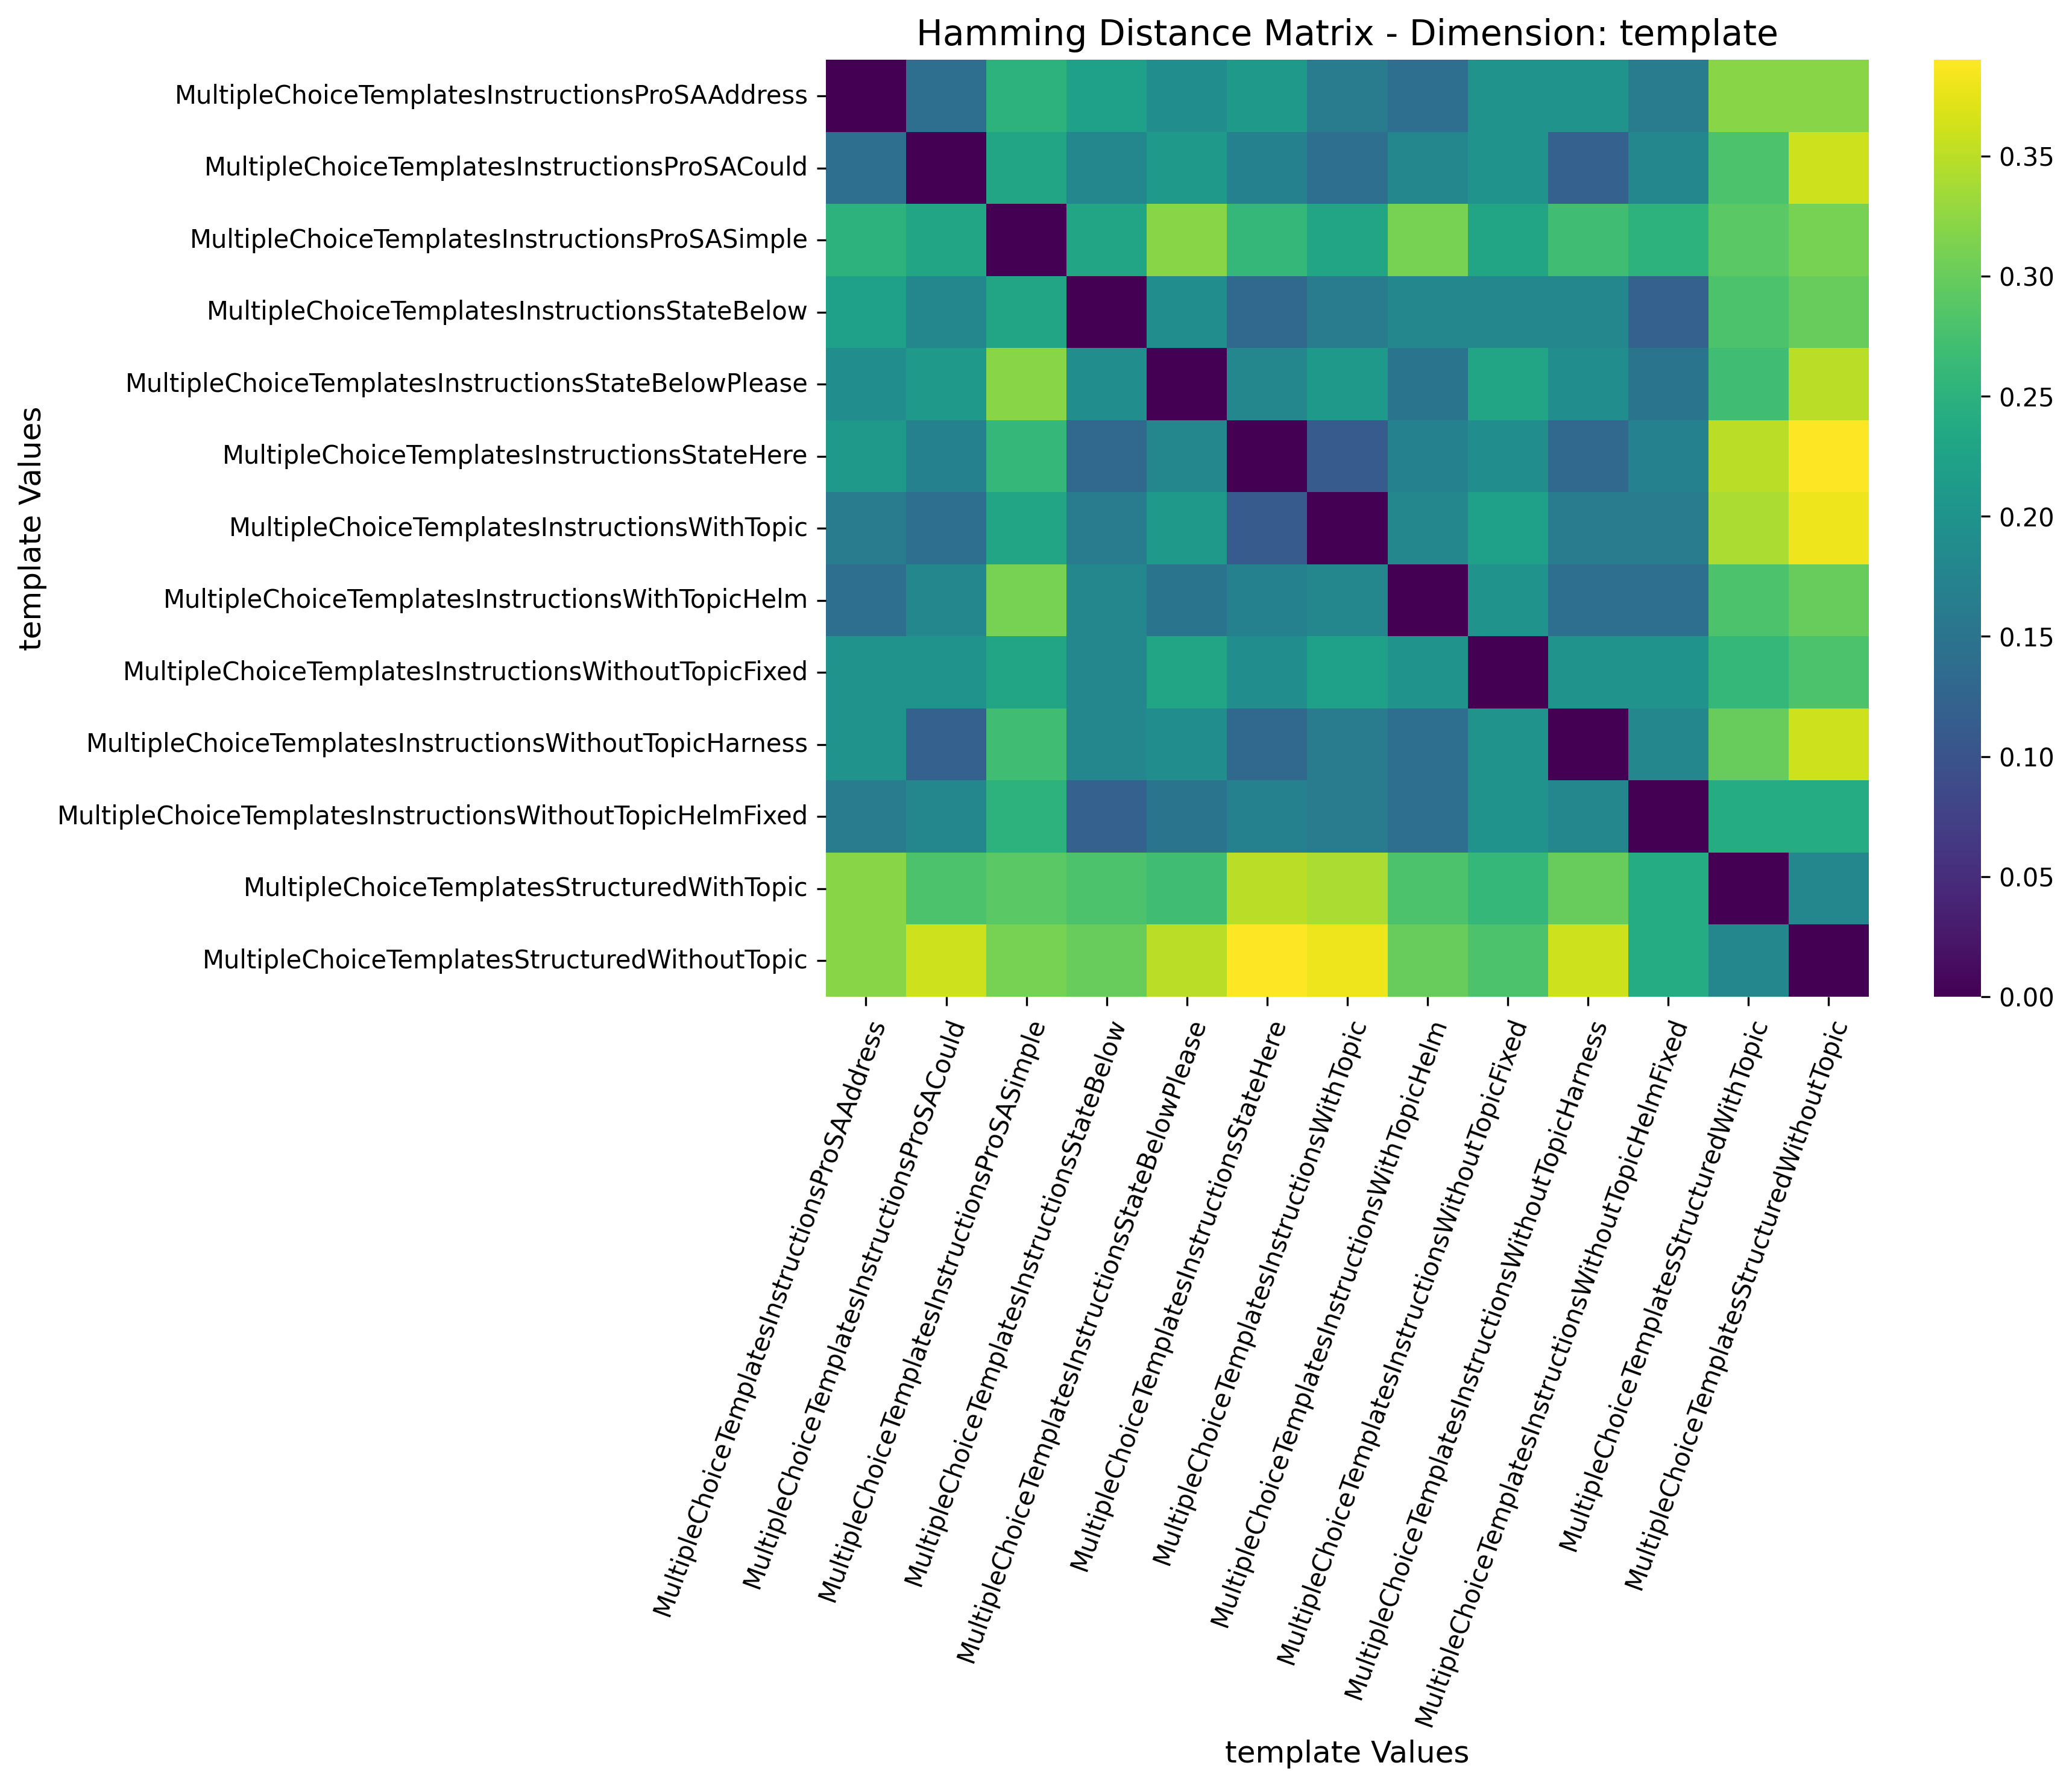 Hamming Distance Matrix - Dimension: template
template Values
MultipleChoiceTemplatesInstructionsProSAAddress
MultipleChoiceTemplatesInstructionsProSACould
MultipleChoiceTemplatesInstructionsProSASimple
MultipleChoiceTemplatesInstructionsStateBelow
MultipleChoiceTemplatesInstructionsStateBelowPlease
MultipleChoiceTemplatesInstructionsStateHere
MultipleChoiceTemplatesInstructionsWithTopic
MultipleChoiceTemplatesInstructionsWithTopicHelm
MultipleChoiceTemplatesInstructionsWithoutTopicFixed
MultipleChoiceTemplatesInstructionsWithoutTopicHarness
MultipleChoiceTemplatesInstructionsWithoutTopicHelmFixed
MultipleChoiceTemplatesStructuredWithTopic
MultipleChoiceTemplatesStructuredWithoutTopic
0.35
0.30
0.25
0.20
0.15
0.10
0.05
0.00
MultipleChoiceTemplatesInstructionsProSAAddress
MultipleChoiceTemplatesInstructionsProSACould
MultipleChoiceTemplatesInstructionsProSASimple
MultipleChoiceTemplatesInstructionsStateBelow
MultipleChoiceTemplatesInstructionsStateBelowPlease
MultipleChoiceTemplatesInstructionsStateHere
MultipleChoiceTemplatesInstructionsWithTopic
MultipleChoiceTemplatesInstructionsWithTopicHelm
MultipleChoiceTemplatesInstructionsWithoutTopicFixed
MultipleChoiceTemplatesInstructionsWithoutTopicHarness
MultipleChoiceTemplatesInstructionsWithoutTopicHelmFixed
MultipleChoiceTemplatesStructuredWithTopic
MultipleChoiceTemplatesStructuredWithoutTopic
template Values